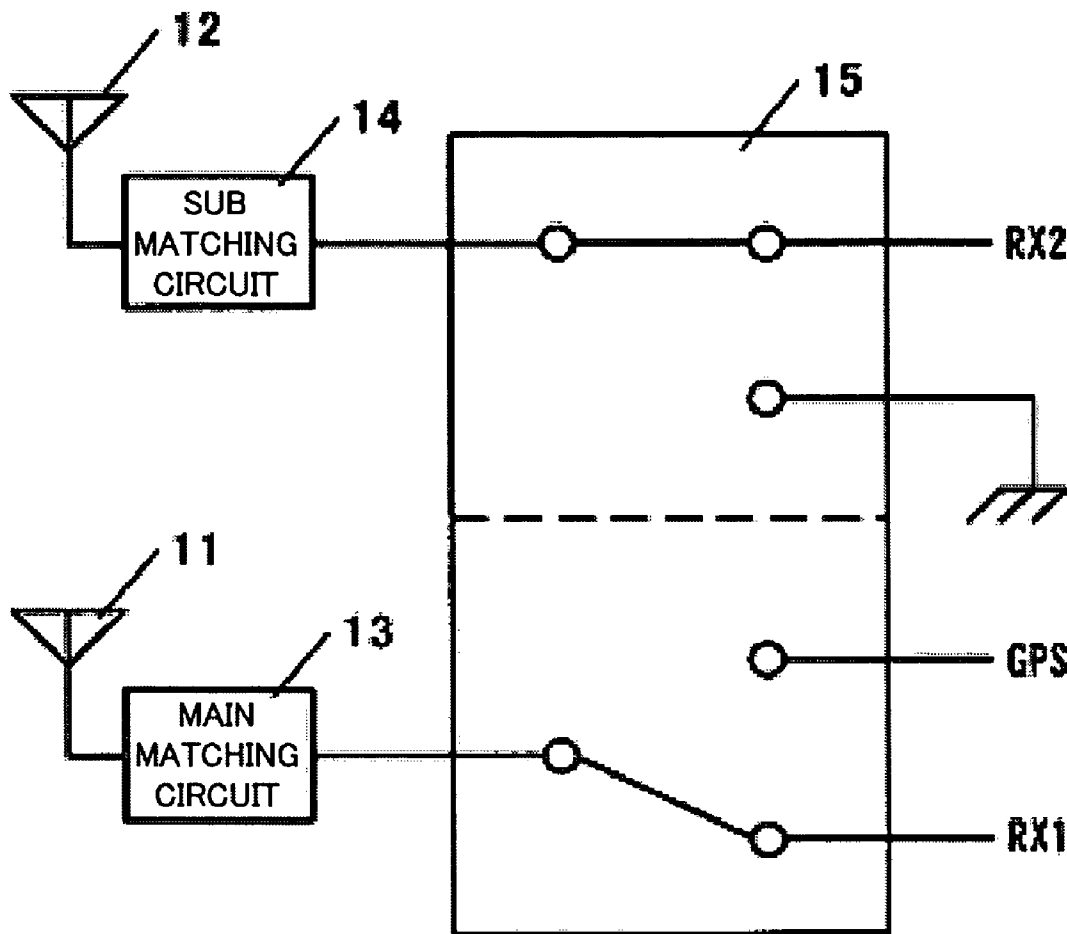 12
14
15
SUB
MATCHING
CIRCUIT
RX2
11
13
GPS
MAIN
MATCHING
CIRCUIT
RX1